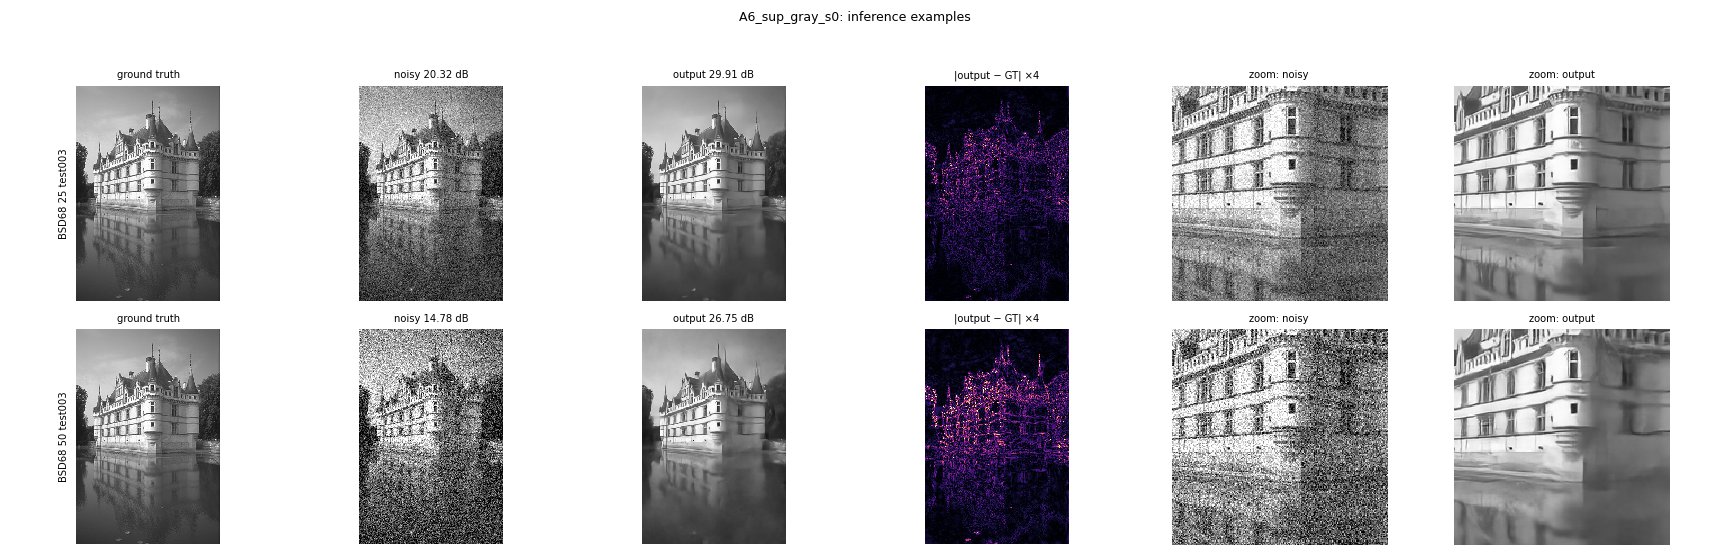 A6_sup_gray_s0: inference examples
ground truth
noisy 20.32 dB
output 29.91 dB
|output − GT| ×4
zoom: noisy
zoom: output
BSD68 25 test003
ground truth
noisy 14.78 dB
output 26.75 dB
|output − GT| ×4
zoom: noisy
zoom: output
BSD68 50 test003